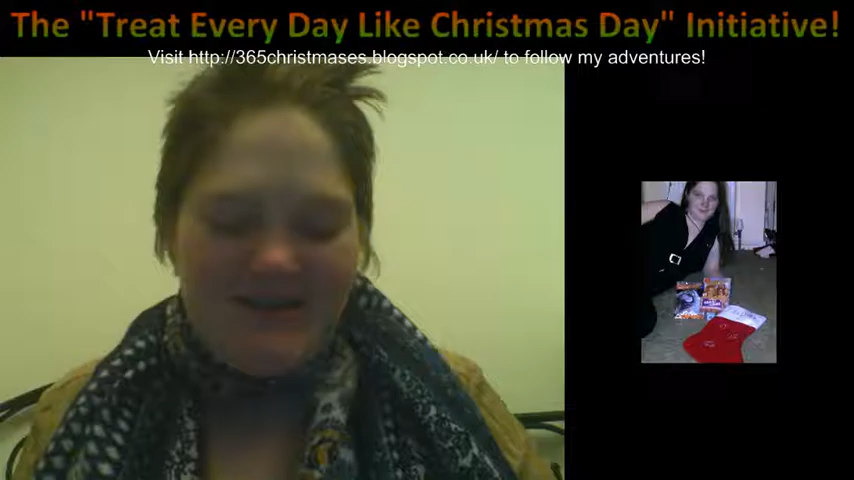 The "Treat Every Day Like Christmas Day" Initiative!
Visit http://365christmases.blogspot.co.uk/ to follow my adventures!